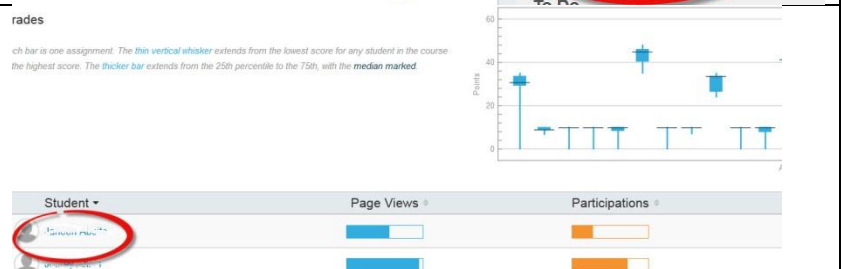 To Do
rades
ch bar is one assignment. The thin vertical whisker extends from the lowest score for any student in the course
the highest score. The thicker bar extends from the 25th percentile to the 75th, with the median marked.
Points
60
40
20
0
Student
Page Views
Participations